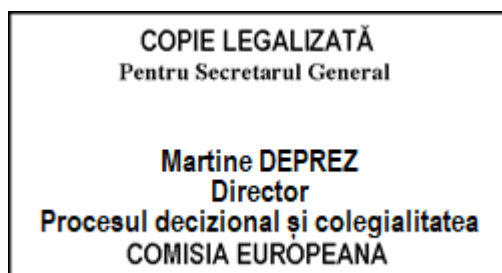 COPIE LEGALIZATĂ
Pentru Secretarul General
Martine DEPREZ
Director
Procesul decizional și colegialitatea
COMISIA EUROPEANA